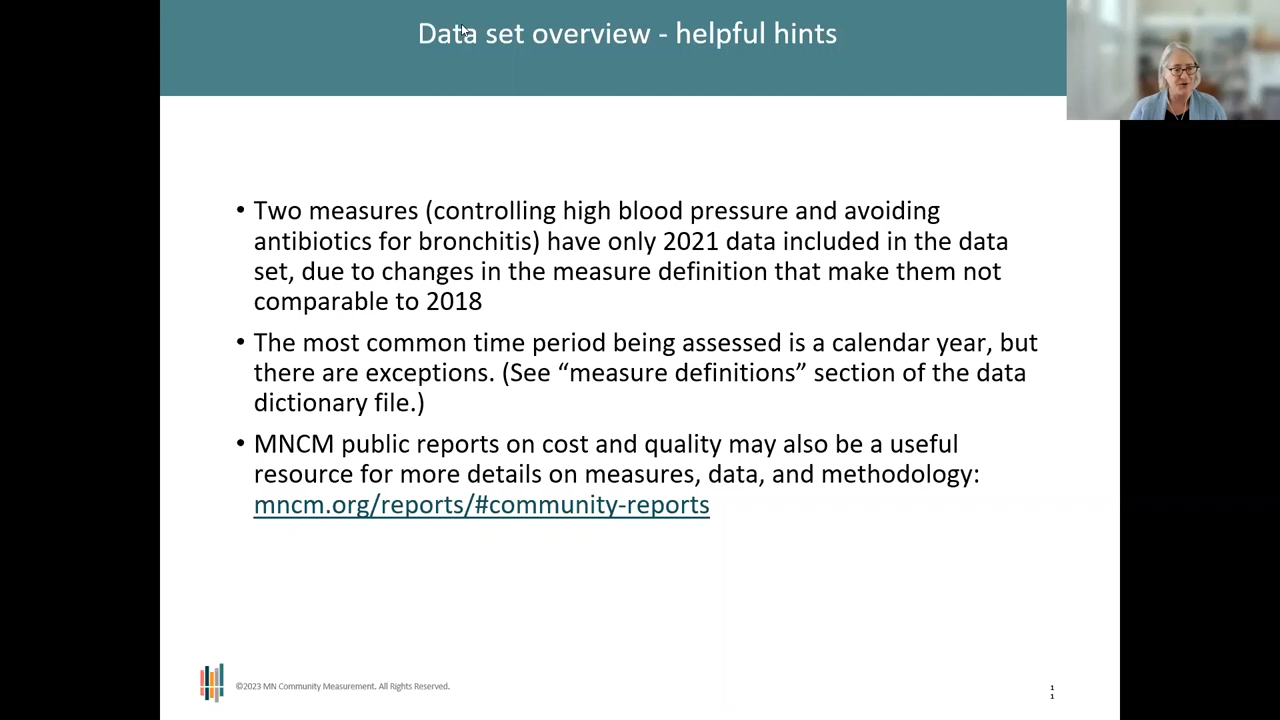 Data set overview - helpful hints
• Two measures (controlling high blood pressure and avoiding
antibiotics for bronchitis) have only 2021 data included in the data
set, due to changes in the measure definition that make them not
comparable to 2018
• The most common time period being assessed is a calendar year, but
there are exceptions. (See “measure definitions” section of the data
dictionary file.)
• MNCM public reports on cost and quality may also be a useful
resource for more details on measures, data, and methodology:
mncm.org/reports/#community-reports
©2023 MN Community Measurement. All Rights Reserved.
1
1